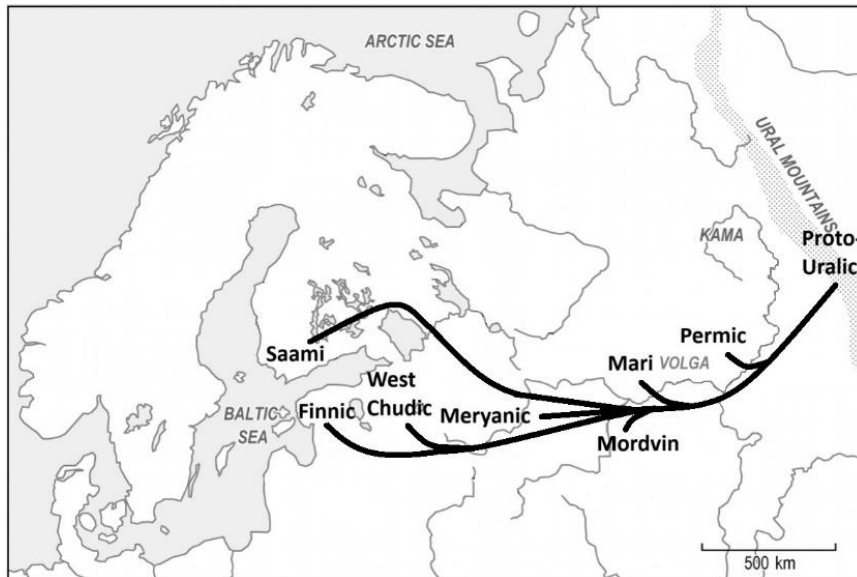 ARCTIC SEA
URAL MOUNTAINS
KAMA
Proto-
Uralic
Permic
Saami
Mari
VOLGA
West
Chudic
BALTIC
SEA
Finnic
Meryanic
Mordvin
500 km